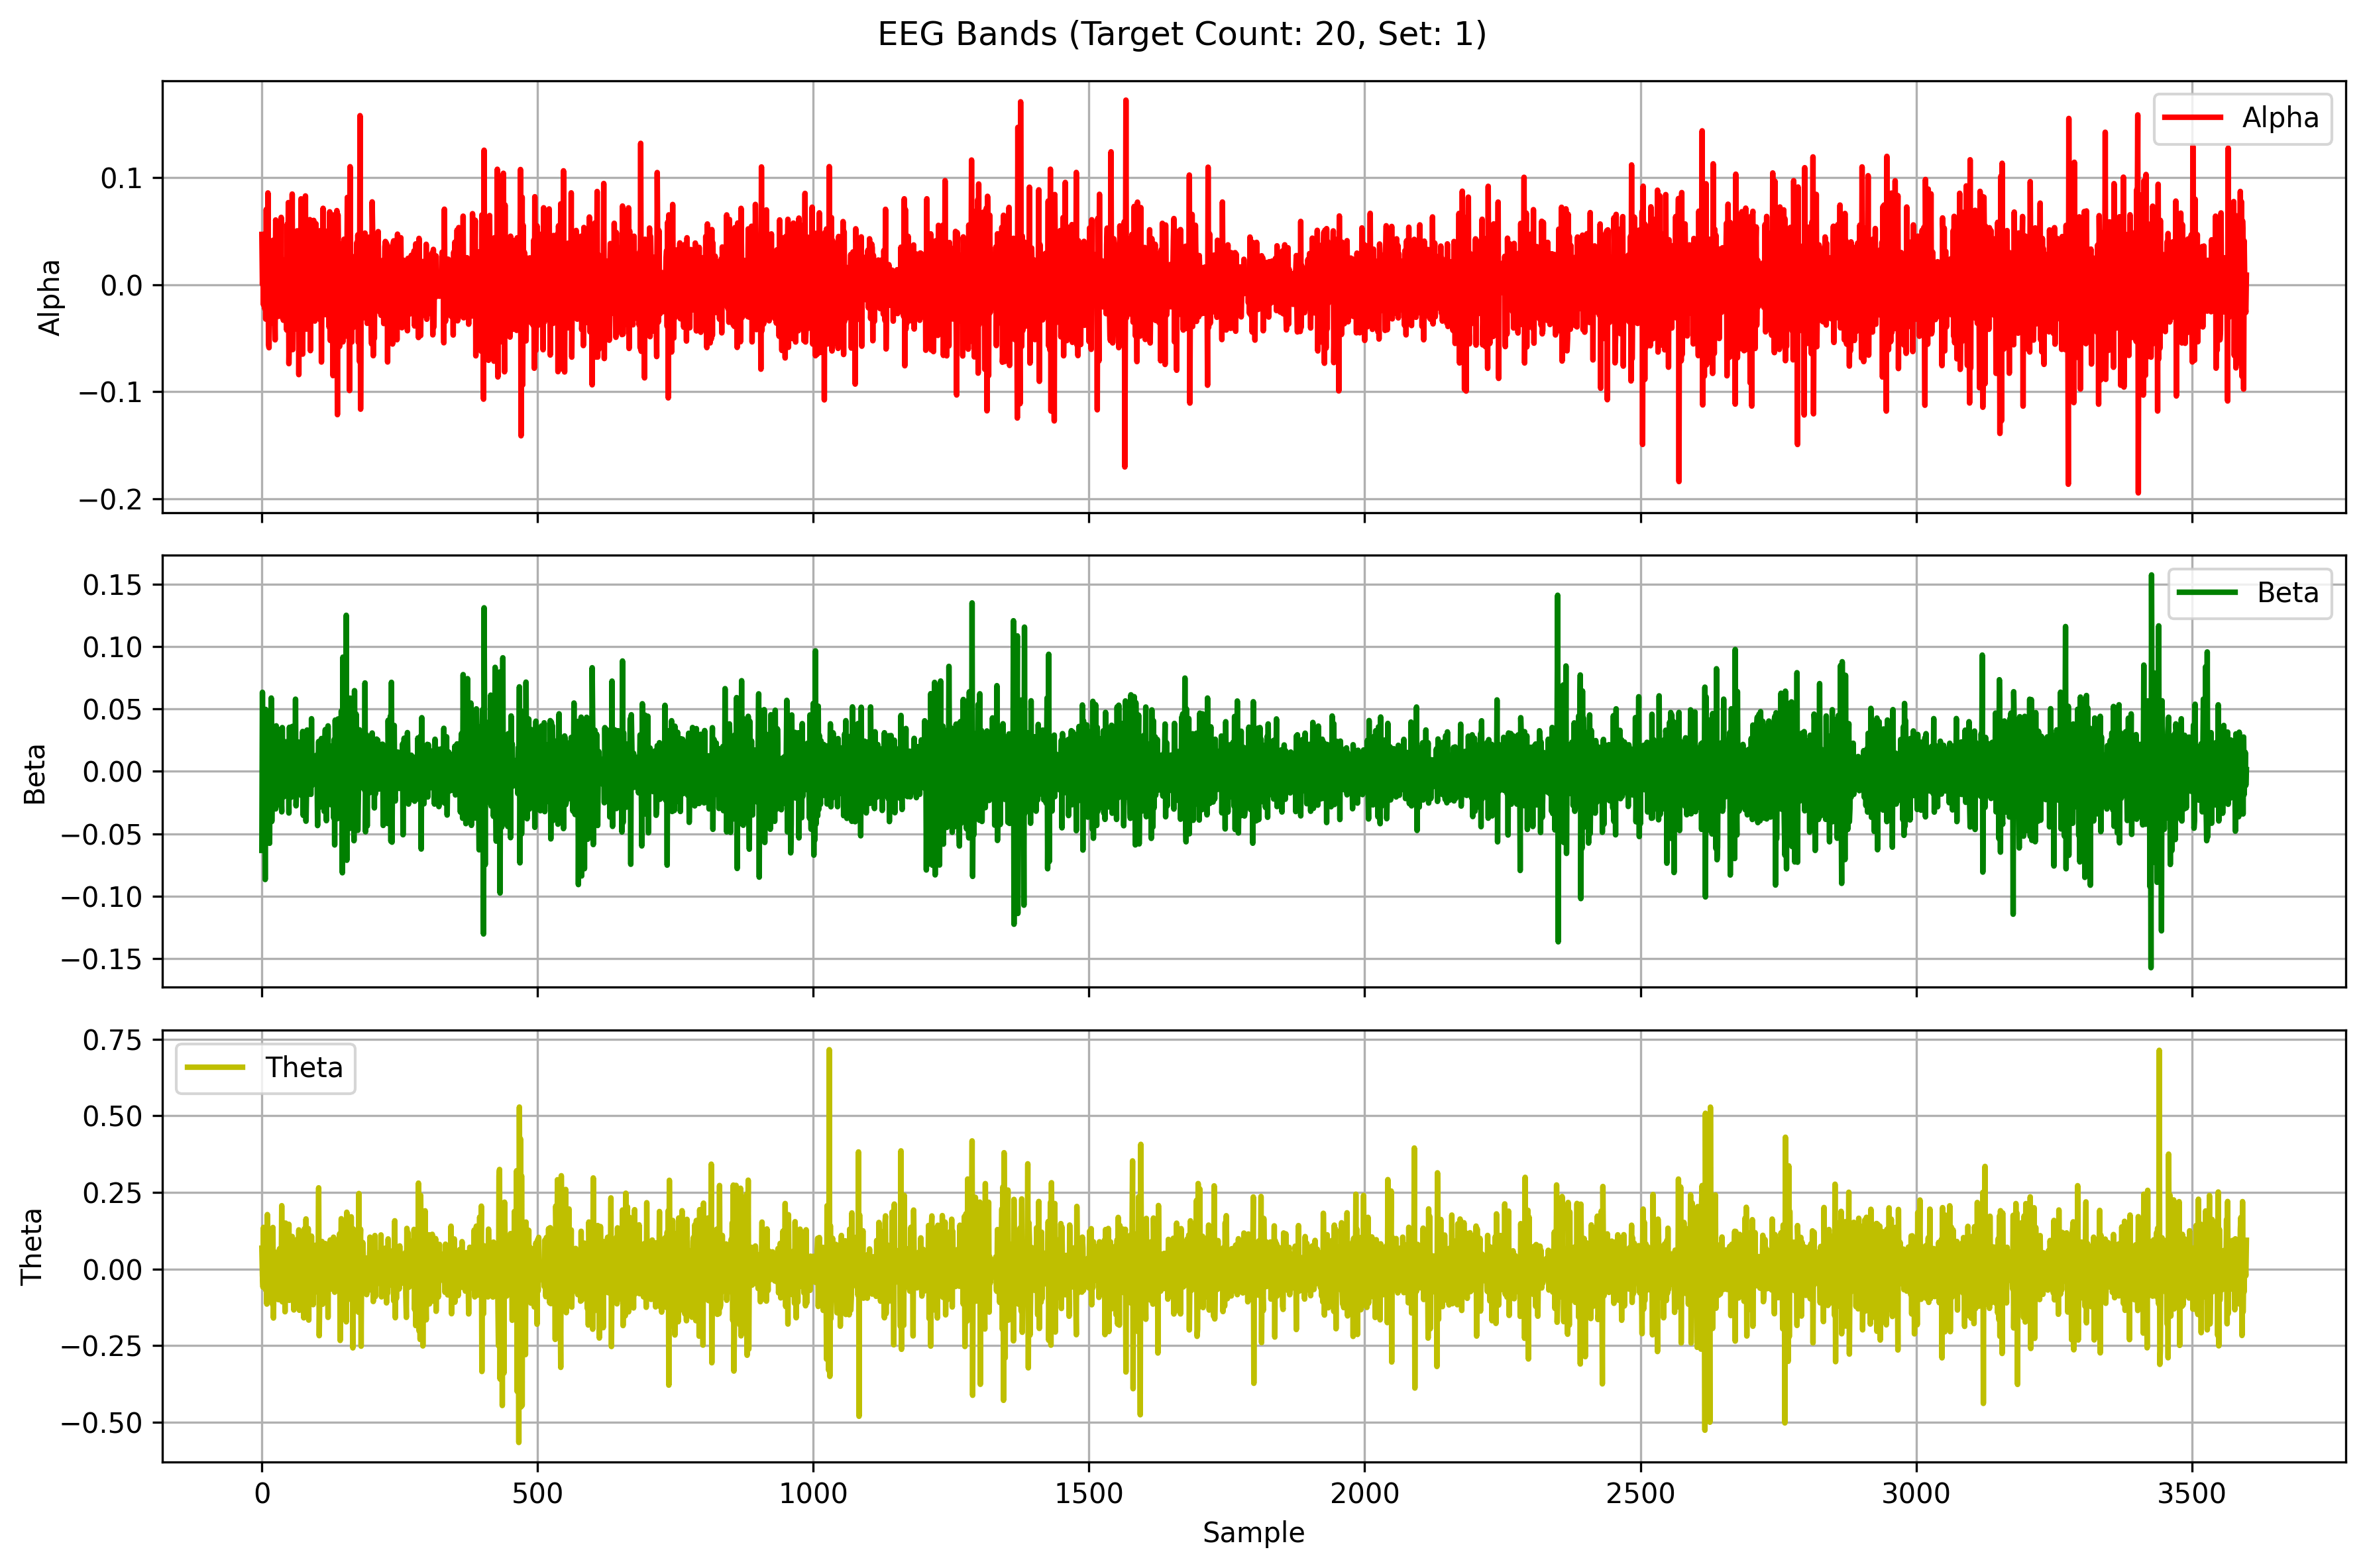 EEG Bands (Target Count: 20, Set: 1)
Alpha
0.1
0.0
−0.1
−0.2
Alpha
Beta
0.15
0.10
0.05
0.00
−0.05
−0.10
−0.15
Beta
Theta
0.75
0.50
0.25
0.00
−0.25
−0.50
Theta
0 500 1000 1500 2000 2500 3000 3500
Sample